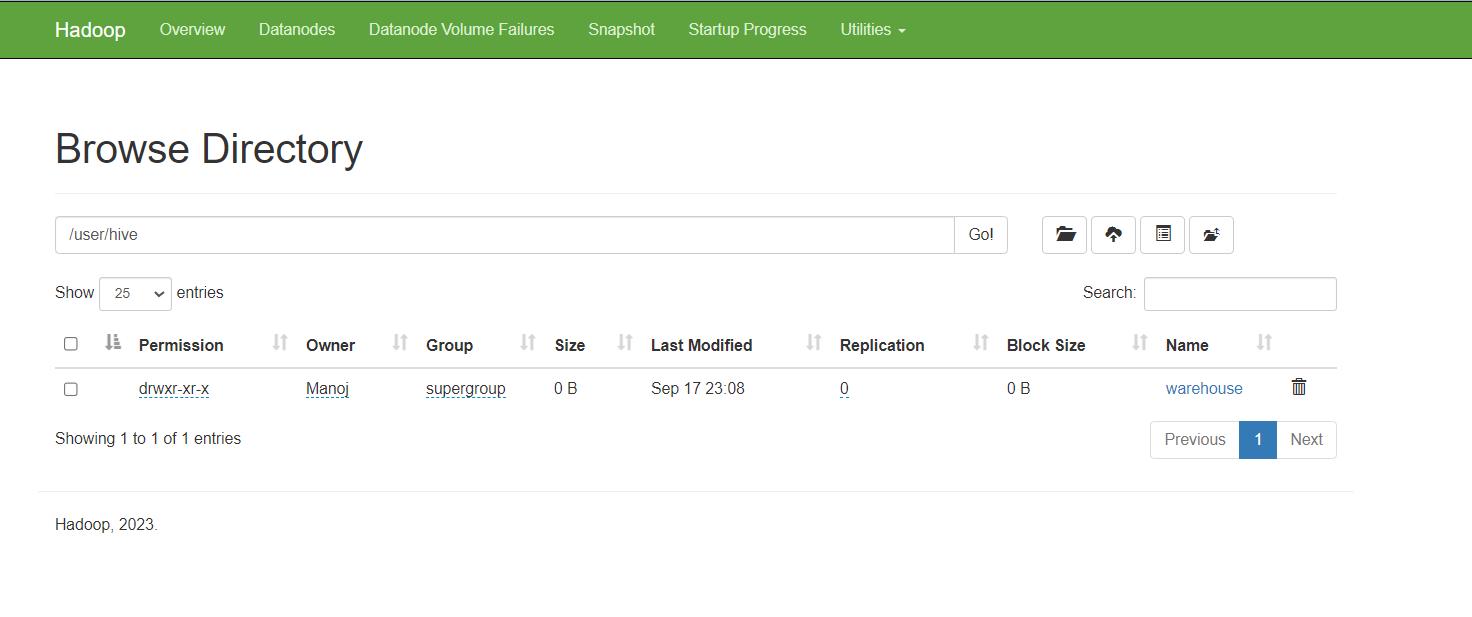 Hadoop Overview Datanodes Datanode Volume Failures Snapshot Startup Progress Utilities
Browse Directory
/user/hive Go!
Show 25 entries Search:
Permission Owner Group Size Last Modified Replication Block Size Name
drwxr-xr-x Manoj supergroup 0 B Sep 17 23:08 0 0 B warehouse
Showing 1 to 1 of 1 entries Previous 1 Next
Hadoop, 2023.